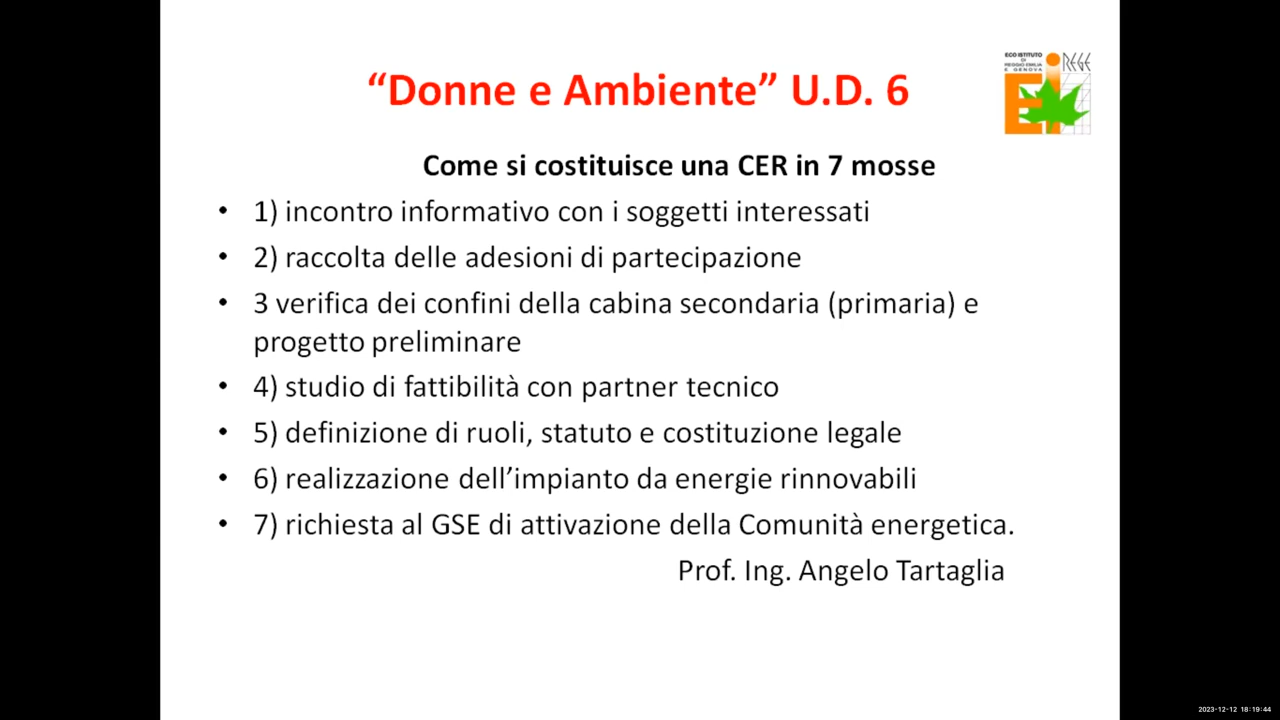 “Donne e Ambiente” U.D. 6
ECO ISTITUTO
DI
REGGIO EMILIA
E GENOVA
REGE
Ei
Come si costituisce una CER in 7 mosse
• 1) incontro informativo con i soggetti interessati
• 2) raccolta delle adesioni di partecipazione
• 3 verifica dei confini della cabina secondaria (primaria) e
progetto preliminare
• 4) studio di fattibilità con partner tecnico
• 5) definizione di ruoli, statuto e costituzione legale
• 6) realizzazione dell’impianto da energie rinnovabili
• 7) richiesta al GSE di attivazione della Comunità energetica.
Prof. Ing. Angelo Tartaglia
2023-12-12 18:19:44